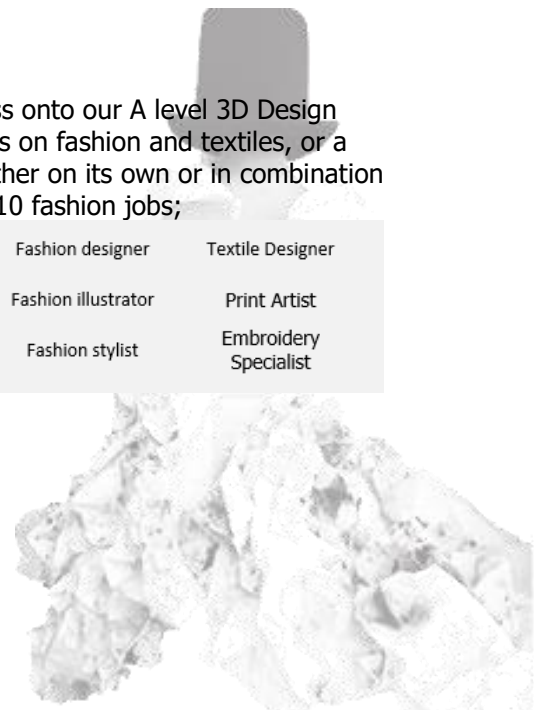 ss onto our A level 3D Design
s on fashion and textiles, or a
ther on its own or in combination
10 fashion jobs;
Fashion designer Textile Designer
Fashion illustrator Print Artist
Fashion stylist Embroidery
Specialist